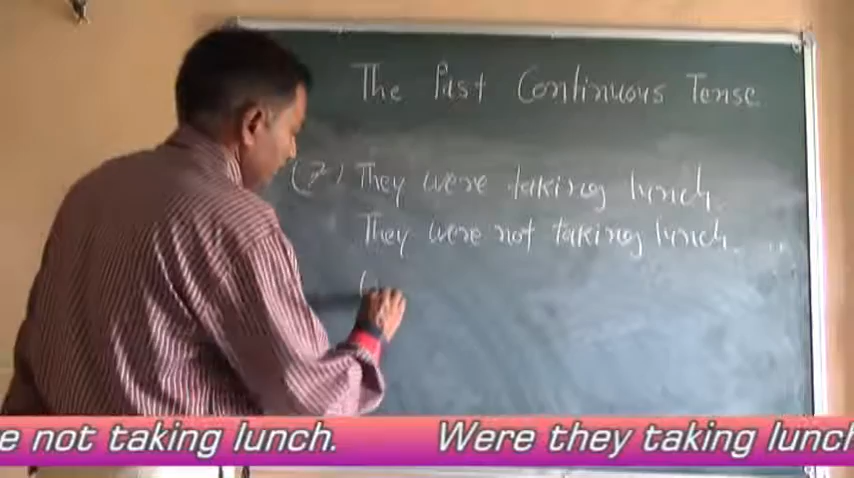 The Past Continuous Tense
(7) They were taking lunch.
They were not taking lunch.
e not taking lunch. Were they taking lunch